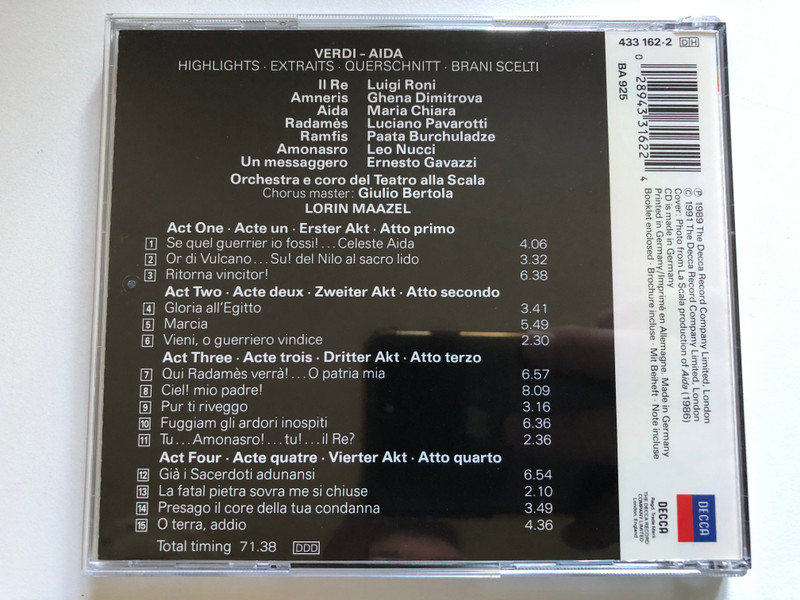 VERDI – AIDA
HIGHLIGHTS · EXTRAITS · QUERSCHNITT · BRANI SCELTI
Il Re Luigi Roni
Amneris Ghena Dimitrova
Aida Maria Chiara
Radamès Luciano Pavarotti
Ramfis Paata Burchuladze
Amonasro Leo Nucci
Un messaggero Ernesto Gavazzi
Orchestra e coro del Teatro alla Scala
Chorus master: Giulio Bertola
LORIN MAAZEL
Act One · Acte un · Erster Akt · Atto primo
1 Se quel guerrier io fossi!...Celeste Aida 4.06
2 Or di Vulcano...Su! del Nilo al sacro lido 3.32
3 Ritorna vincitor! 6.38
Act Two · Acte deux · Zweiter Akt · Atto secondo
4 Gloria all'Egitto 3.41
5 Marcia 5.49
6 Vieni, o guerriero vindice 2.30
Act Three · Acte trois · Dritter Akt · Atto terzo
7 Qui Radamès verrà!...O patria mia 6.57
8 Ciel! mio padre! 8.09
9 Pur ti riveggo 3.16
10 Fuggiam gli ardori inospiti 6.36
11 Tu...Amonasro!...tu!...il Re? 2.36
Act Four · Acte quatre · Vierter Akt · Atto quarto
12 Già i Sacerdoti adunansi 6.54
13 La fatal pietra sovra me si chiuse 2.10
14 Presago il core della tua condanna 3.49
15 O terra, addio 4.36
Total timing 71.38 DDD
433 162-2 DH
0 28943 31622 4
BA 925
℗ 1989 The Decca Record Company Limited, London
© 1991 The Decca Record Company Limited, London
Cover: Photo from La Scala production of Aida (1986)
CD is made in Germany
Printed in Germany/Imprimé en Allemagne. Made in Germany
Booklet enclosed · Brochure incluse · Mit Beiheft · Note incluse
DECCA
DECCA
Regd. Trade Mark
THE DECCA RECORD
COMPANY LIMITED
London, England